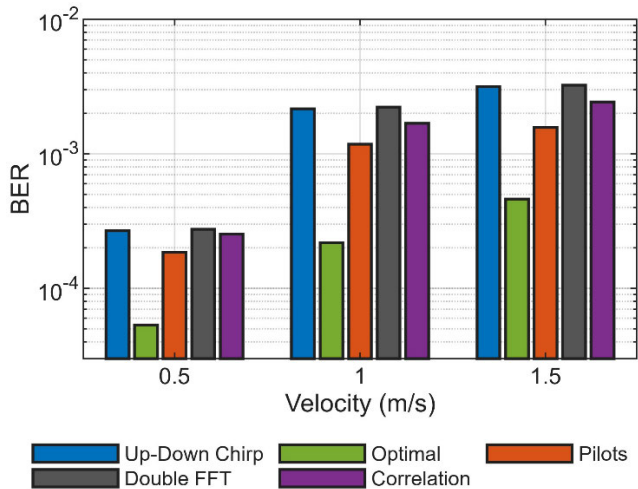 10^-2
10^-3
10^-4
BER
0.5 1 1.5
Velocity (m/s)
Up-Down Chirp Optimal Pilots
Double FFT Correlation